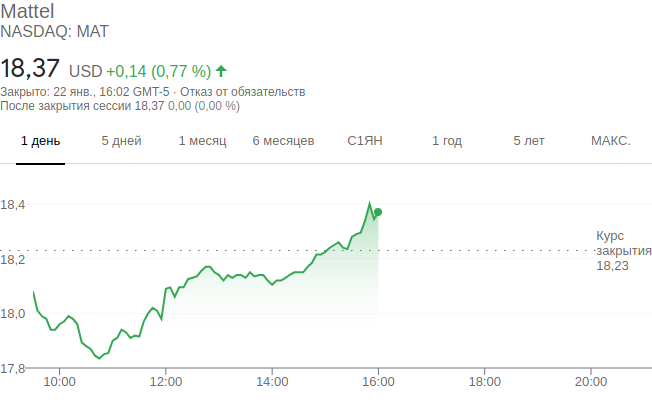 Mattel
NASDAQ: MAT
18,37 USD +0,14 (0,77 %)
Закрыто: 22 янв., 16:02 GMT-5 · Отказ от обязательств
После закрытия сессии 18,37 0,00 (0,00 %)
1 день 5 дней 1 месяц 6 месяцев С1ЯН 1 год 5 лет МАКС.
18,4
Курс
закрытия
18,23
18,2
18,0
17,8
10:00 12:00 14:00 16:00 18:00 20:00